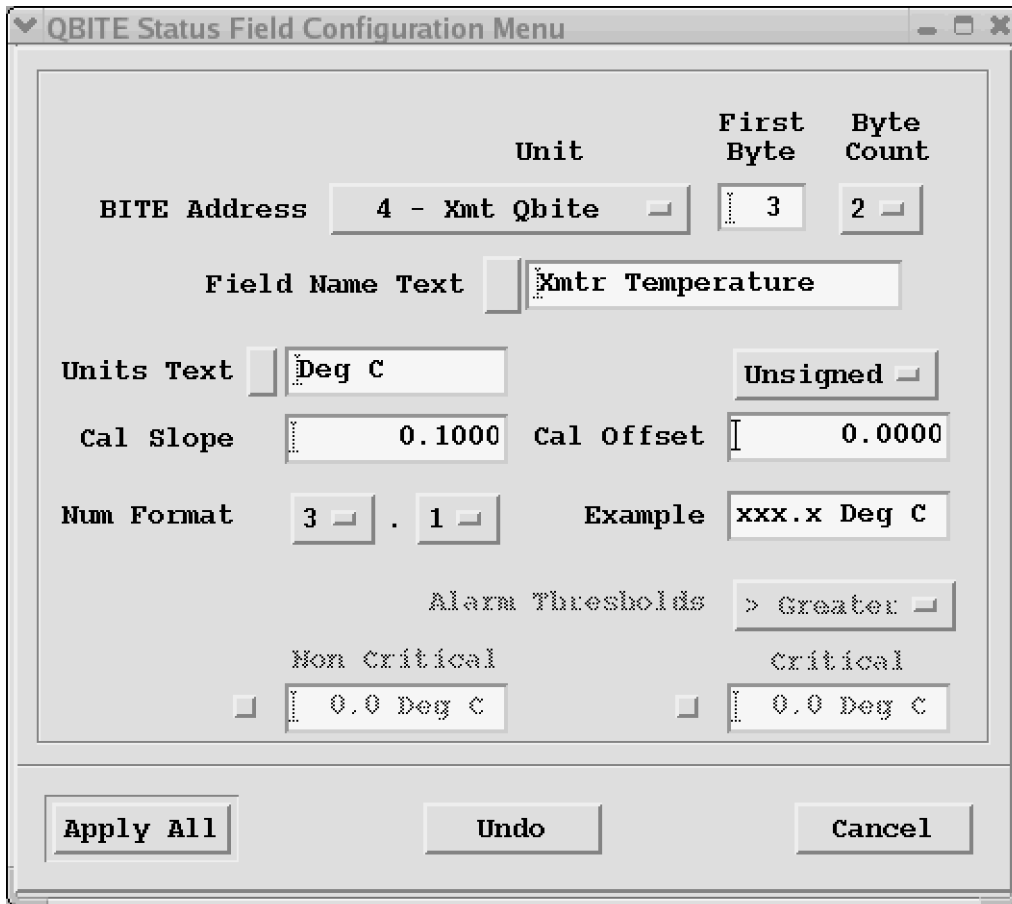 QBITE Status Field Configuration Menu
First Byte
Unit Byte Count
BITE Address 4 - Xmt Qbite 3 2
Field Name Text Xmtr Temperature
Units Text Deg C Unsigned
Cal Slope 0.1000 Cal Offset 0.0000
Num Format 3 . 1 Example xxx.x Deg C
Alarm Thresholds > Greater
Non Critical Critical
0.0 Deg C 0.0 Deg C
Apply All Undo Cancel